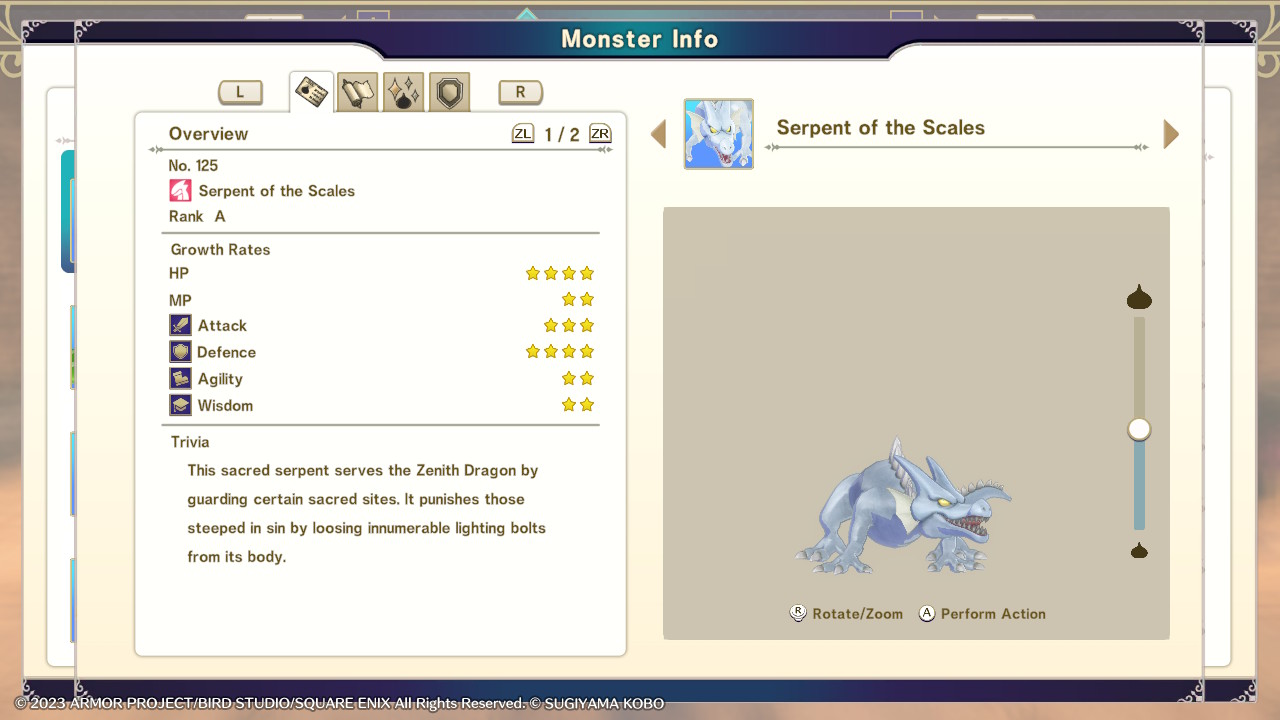 Monster Info
L
R
Overview
ZL 1 / 2 ZR
No. 125
Serpent of the Scales
Rank A
Growth Rates
HP
MP
Attack
Defence
Agility
Wisdom
Trivia
This sacred serpent serves the Zenith Dragon by
guarding certain sacred sites. It punishes those
steeped in sin by loosing innumerable lighting bolts
from its body.
Serpent of the Scales
R Rotate/Zoom A Perform Action
© 2023 ARMOR PROJECT/BIRD STUDIO/SQUARE ENIX All Rights Reserved. © SUGIYAMA KOBO